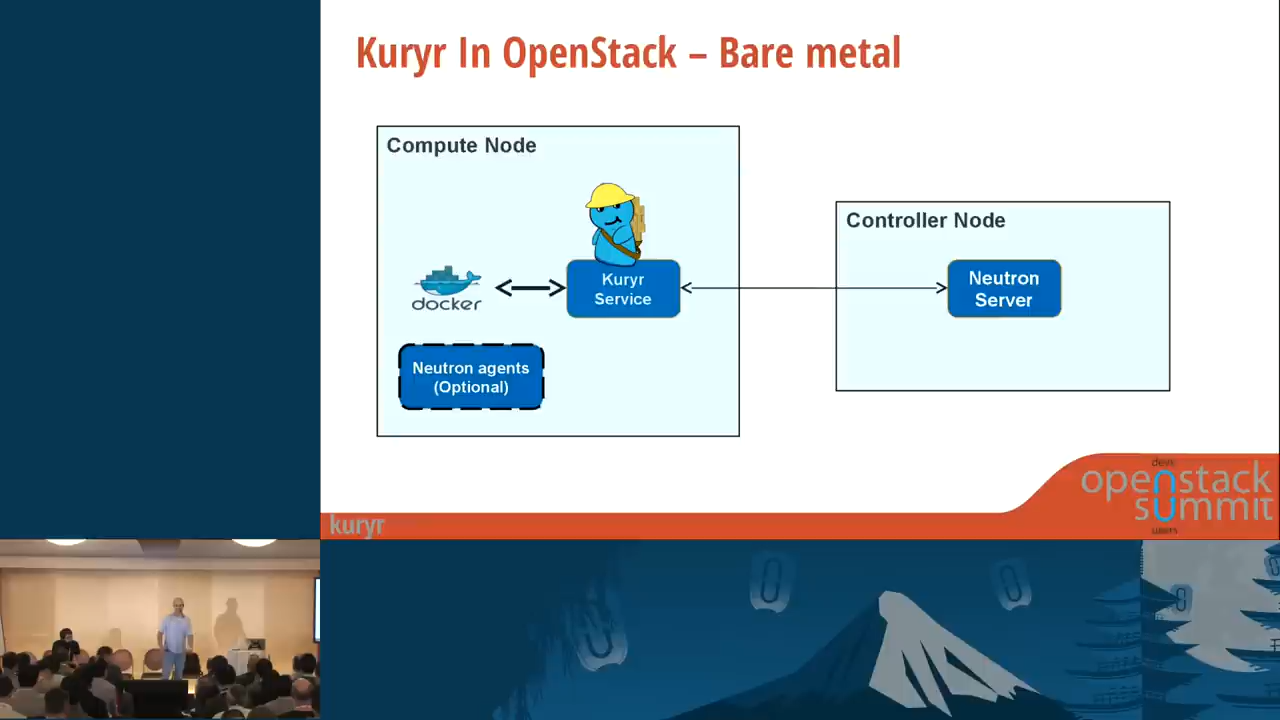 Kuryr In OpenStack – Bare metal
Compute Node
Controller Node
docker
Kuryr
Service
Neutron
Server
Neutron agents
(Optional)
openstack
summit
kuryr